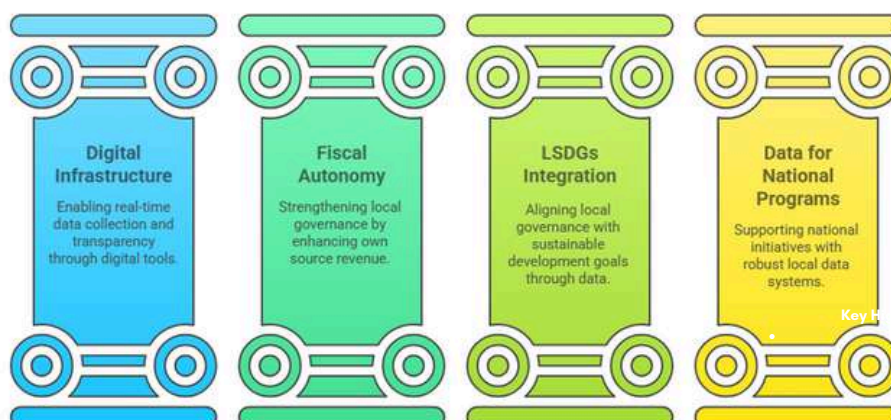 Digital
Infrastructure
Enabling real-time
data collection and
transparency
through digital tools.
Fiscal
Autonomy
Strengthening local
governance by
enhancing own
source revenue.
LSDGs
Integration
Aligning local
governance with
sustainable
development goals
through data.
Data for
National
Programs
Supporting national
initiatives with
robust local data
systems.
Key H